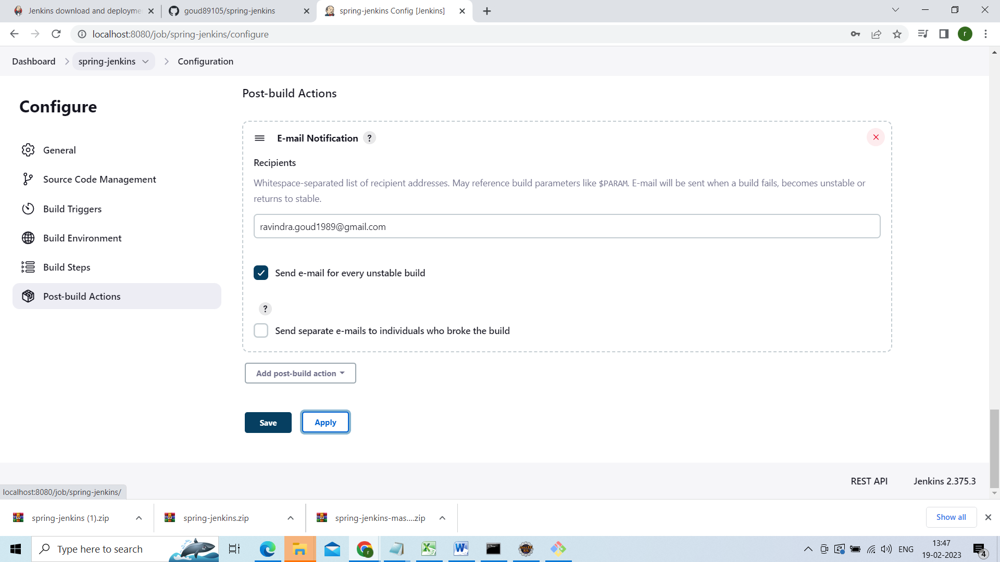 Jenkins download and deployme
goud89105/spring-jenkins
spring-jenkins Config [Jenkins]
localhost:8080/job/spring-jenkins/configure
r
Dashboard
spring-jenkins
Configuration
Configure
General
Source Code Management
Build Triggers
Build Environment
Build Steps
Post-build Actions
Post-build Actions
E-mail Notification ?
Recipients
Whitespace-separated list of recipient addresses. May reference build parameters like $PARAM. E-mail will be sent when a build fails, becomes unstable or
returns to stable.
ravindra.goud1989@gmail.com
Send e-mail for every unstable build
?
Send separate e-mails to individuals who broke the build
Add post-build action
Save
Apply
REST API
Jenkins 2.375.3
localhost:8080/job/spring-jenkins/
spring-jenkins (1).zip
spring-jenkins.zip
spring-jenkins-mas....zip
Show all
Type here to search
ENG
13:47
19-02-2023
4